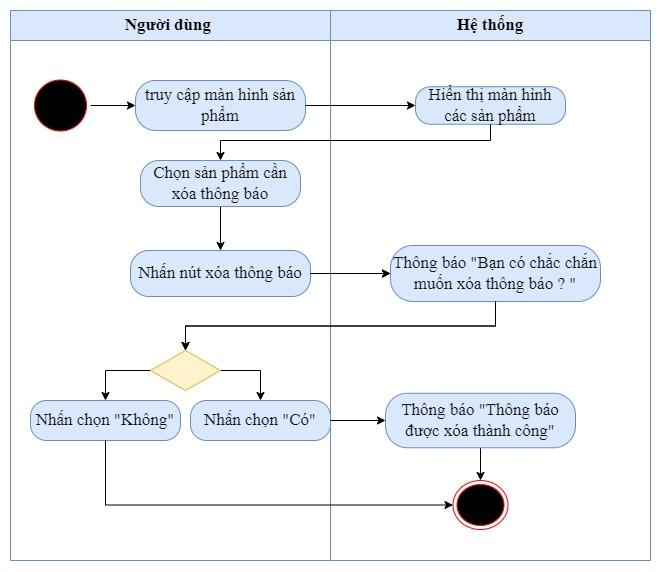 Người dùng
Hệ thống
truy cập màn hình sản
phẩm
Hiển thị màn hình
các sản phẩm
Chọn sản phẩm cần
xóa thông báo
Nhấn nút xóa thông báo
Thông báo "Bạn có chắc chắn
muốn xóa thông báo ? "
Nhấn chọn "Không"
Nhấn chọn "Có"
Thông báo "Thông báo
được xóa thành công"